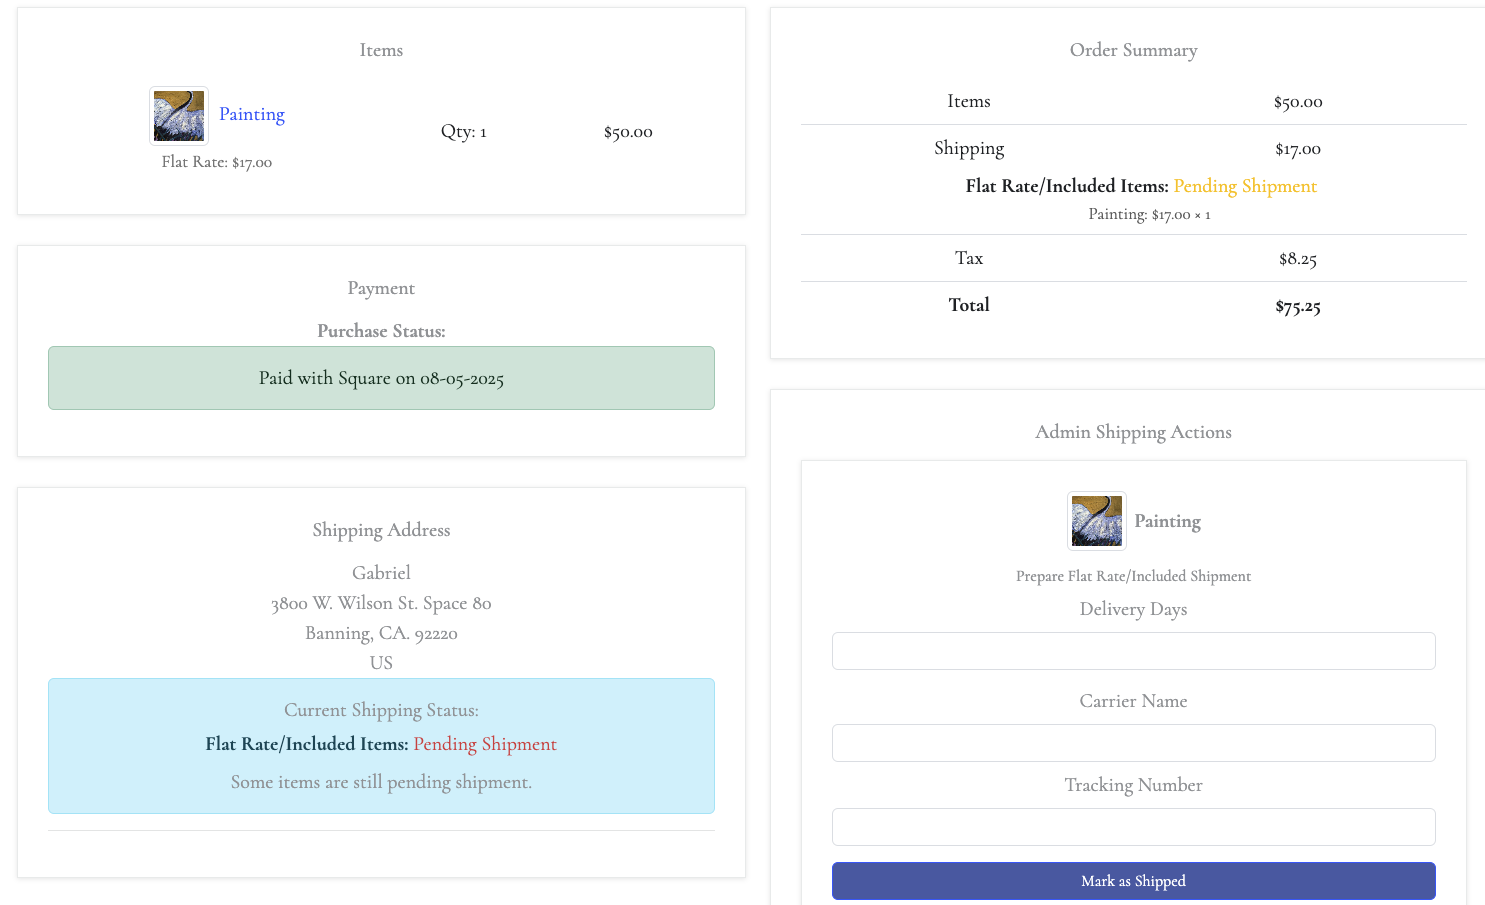 Items
Painting
Qty: 1
$50.00
Flat Rate: $17.00
Payment
Purchase Status:
Paid with Square on 08-05-2025
Shipping Address
Gabriel
3800 W. Wilson St. Space 80
Banning, CA. 92220
US
Current Shipping Status:
Flat Rate/Included Items: Pending Shipment
Some items are still pending shipment.
Order Summary
Items $50.00
Shipping $17.00
Flat Rate/Included Items: Pending Shipment
Painting: $17.00 × 1
Tax $8.25
Total $75.25
Admin Shipping Actions
Painting
Prepare Flat Rate/Included Shipment
Delivery Days
Carrier Name
Tracking Number
Mark as Shipped